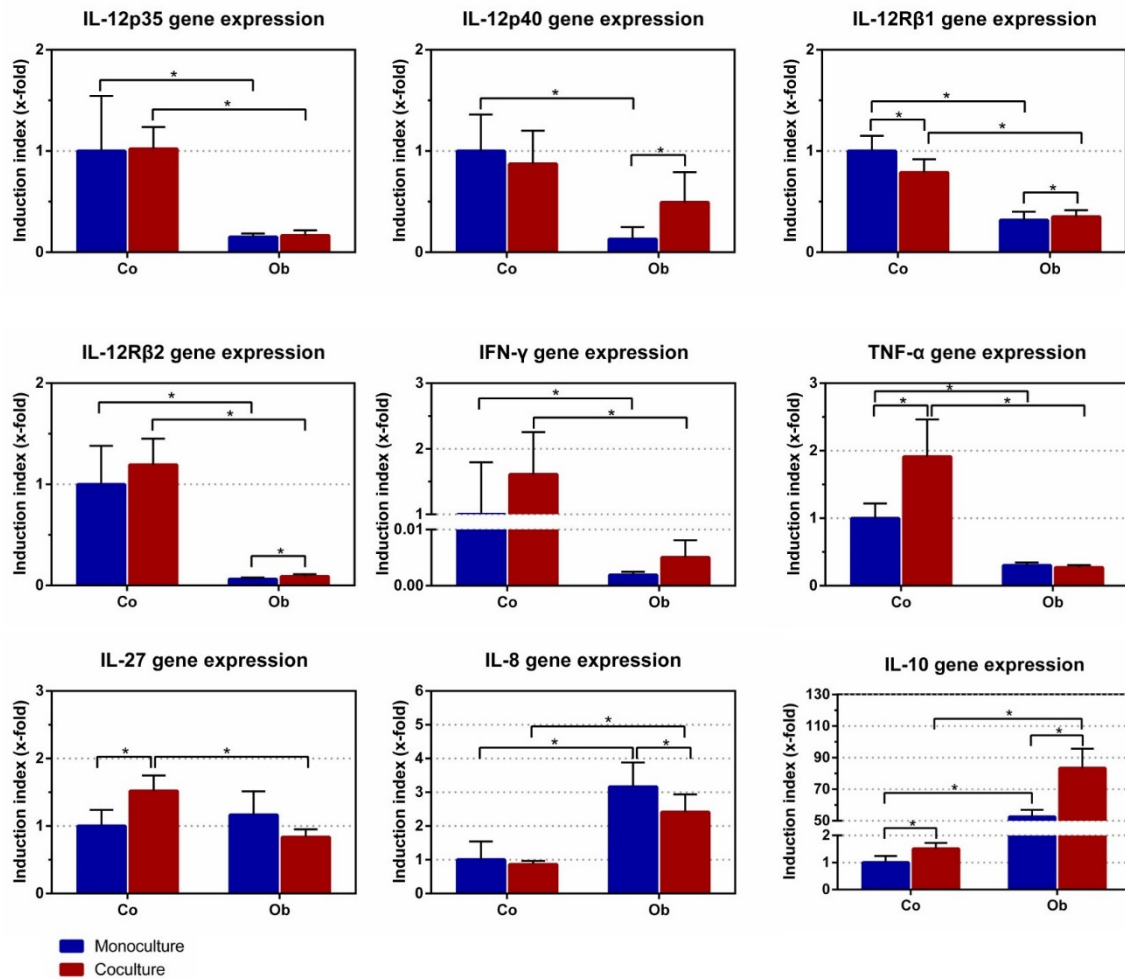 IL-12p35 gene expression
Induction index (x-fold)
2
1
0
*
*
Co
Ob
IL-12p40 gene expression
Induction index (x-fold)
2
1
0
*
*
Co
Ob
IL-12Rβ1 gene expression
Induction index (x-fold)
2
1
0
*
*
*
*
Co
Ob
IL-12Rβ2 gene expression
Induction index (x-fold)
2
1
0
*
*
*
Co
Ob
IFN-γ gene expression
Induction index (x-fold)
3
2
1
0.01
0.00
*
*
Co
Ob
TNF-α gene expression
Induction index (x-fold)
3
2
1
0
*
*
*
Co
Ob
IL-27 gene expression
Induction index (x-fold)
3
2
1
0
*
*
Co
Ob
IL-8 gene expression
Induction index (x-fold)
6
5
4
3
2
1
0
*
*
*
Co
Ob
IL-10 gene expression
Induction index (x-fold)
130
110
90
70
50
2
1
0
*
*
*
*
Co
Ob
Monoculture
Coculture